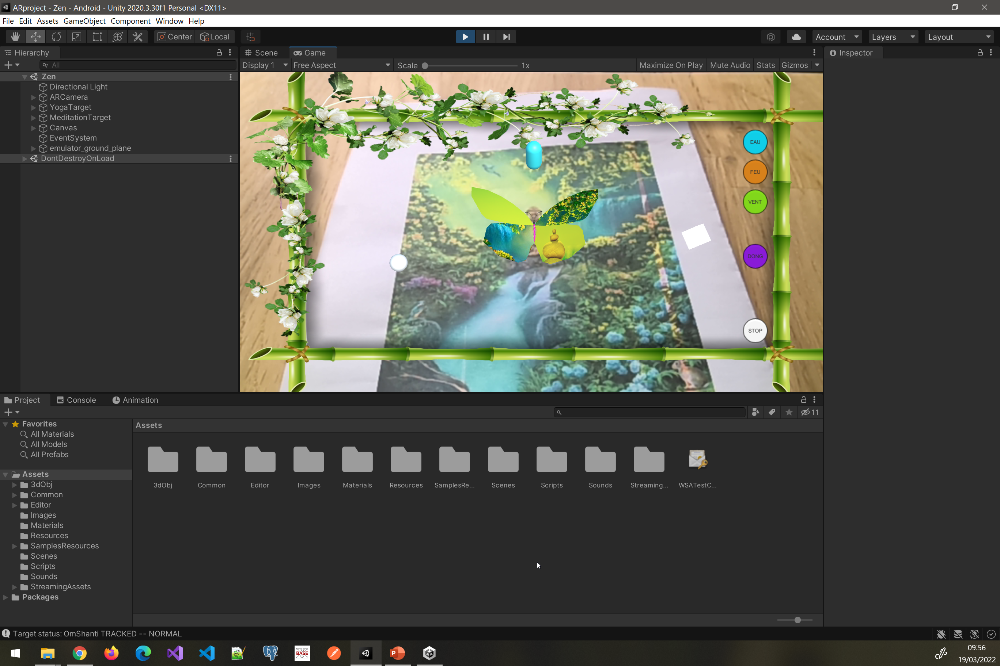 ARproject - Zen - Android - Unity 2020.3.30f1 Personal <DX11>
File Edit Assets GameObject Component Window Help
Center Local Account Layers Layout
Hierarchy
All
Zen
Directional Light
ARCamera
YogaTarget
MeditationTarget
Canvas
EventSystem
emulator_ground_plane
DontDestroyOnLoad
Scene Game
Display 1 Free Aspect Scale 1x Maximize On Play Mute Audio Stats Gizmos
EAU
FEU
VENT
DONG
STOP
Inspector
Project Console Animation
11
Favorites
All Materials
All Models
All Prefabs
Assets
3dObj
Common
Editor
Images
Materials
Resources
SamplesResources
Scenes
Scripts
Sounds
StreamingAssets
Packages
Assets
3dObj Common Editor Images Materials Resources SamplesRe... Scenes Scripts Sounds Streaming... WSATestC...
Target status: OmShanti TRACKED -- NORMAL
BASE
P
09:56
19/03/2022